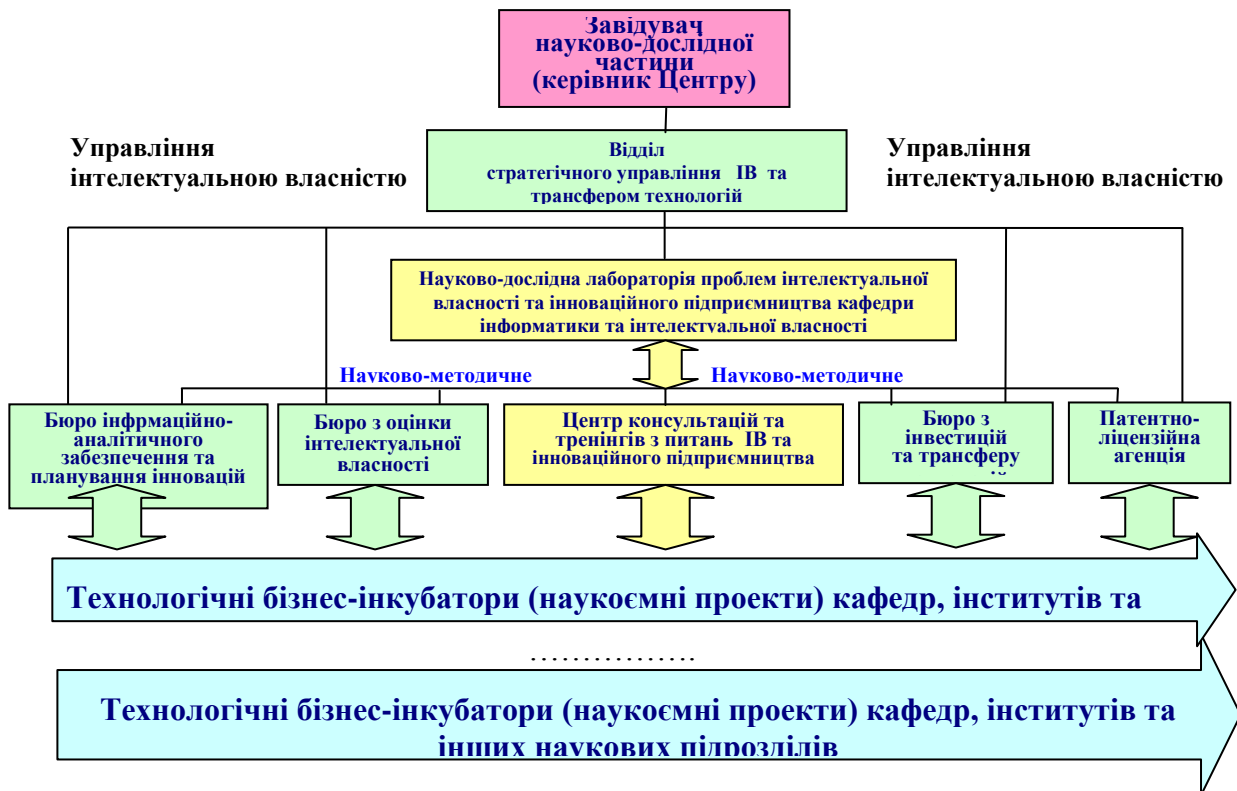 Завідувач
науково-дослідної
частини
(керівник Центру)
Управління
інтелектуальною власністю
Відділ
стратегічного управління ІВ та
трансфером технологій
Управління
інтелектуальною власністю
Науково-дослідна лабораторія проблем інтелектуальної
власності та інноваційного підприємництва кафедри
інформатики та інтелектуальної власності
Науково-методичне
Науково-методичне
Бюро інфрмаційно-
аналітичного
забезпечення та
планування інновацій
Бюро з оцінки
інтелектуальної
власності
Центр консультацій та
тренінгів з питань ІВ та
інноваційного підприємництва
Бюро з
інвестицій
та трансферу
Патентно-
ліцензійна
агенція
Технологічні бізнес-інкубатори (наукоємні проекти) кафедр, інститутів та
................
Технологічні бізнес-інкубатори (наукоємні проекти) кафедр, інститутів та
інших наукових підрозділів